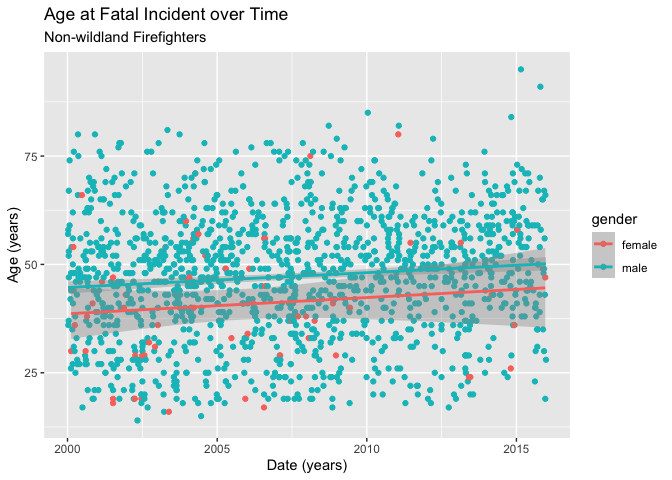 Age at Fatal Incident over Time
Non-wildland Firefighters
Age (years)
75
50
25
2000
2005
2010
2015
Date (years)
gender
female
male